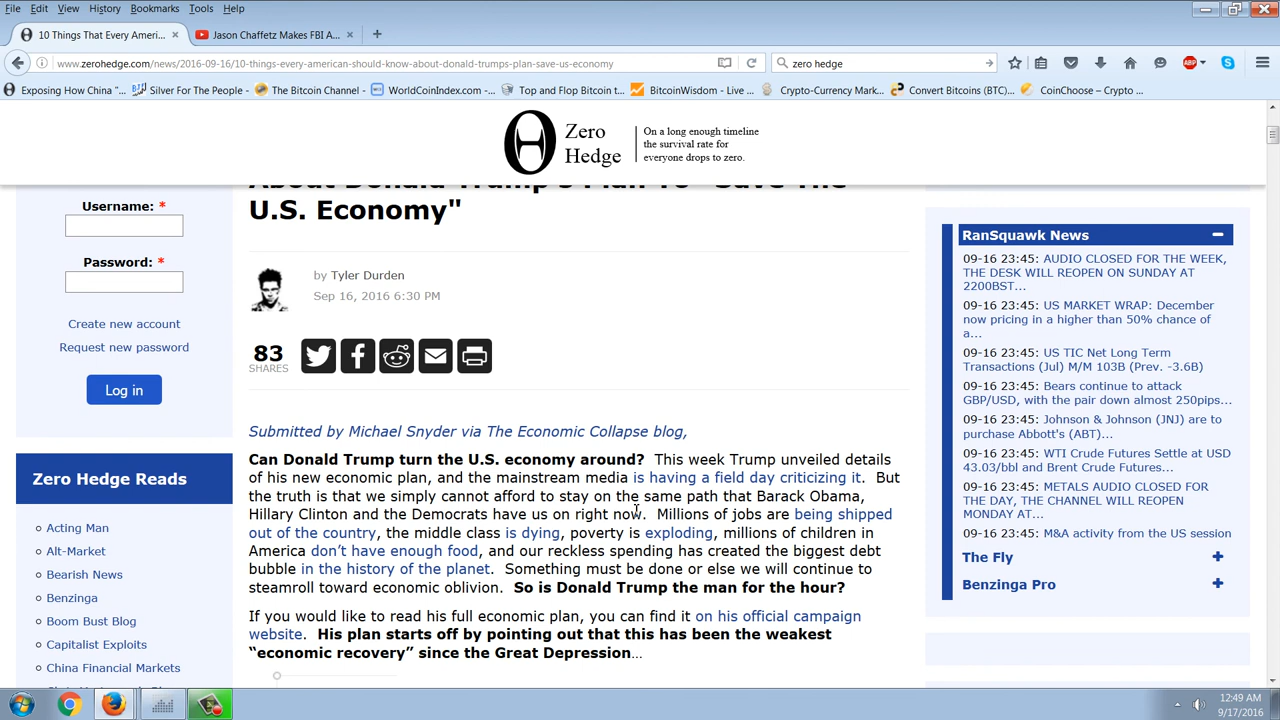 File Edit View History Bookmarks Tools Help
10 Things That Every Ameri... × Jason Chaffetz Makes FBI A... × +
www.zerohedge.com/news/2016-09-16/10-things-every-american-should-know-about-donald-trumps-plan-save-us-economy
zero hedge
ABP
Exposing How China "... Silver For The People - The Bitcoin Channel - WorldCoinIndex.com - Top and Flop Bitcoin t... BitcoinWisdom - Live ... Crypto-Currency Mark... Convert Bitcoins (BTC)... CoinChoose – Crypto ...
Zero
Hedge
On a long enough timeline
the survival rate for
everyone drops to zero.
About Donald Trump's Plan To "Save The
U.S. Economy"
by Tyler Durden
Sep 16, 2016 6:30 PM
83
SHARES
Submitted by Michael Snyder via The Economic Collapse blog,
Can Donald Trump turn the U.S. economy around? This week Trump unveiled details
of his new economic plan, and the mainstream media is having a field day criticizing it. But
the truth is that we simply cannot afford to stay on the same path that Barack Obama,
Hillary Clinton and the Democrats have us on right now. Millions of jobs are being shipped
out of the country, the middle class is dying, poverty is exploding, millions of children in
America don't have enough food, and our reckless spending has created the biggest debt
bubble in the history of the planet. Something must be done or else we will continue to
steamroll toward economic oblivion. So is Donald Trump the man for the hour?
If you would like to read his full economic plan, you can find it on his official campaign
website. His plan starts off by pointing out that this has been the weakest
“economic recovery” since the Great Depression...
Username: *
Password: *
Create new account
Request new password
Log in
Zero Hedge Reads
Acting Man
Alt-Market
Bearish News
Benzinga
Boom Bust Blog
Capitalist Exploits
China Financial Markets
RanSquawk News
09-16 23:45: AUDIO CLOSED FOR THE WEEK,
THE DESK WILL REOPEN ON SUNDAY AT
2200BST...
09-16 23:45: US MARKET WRAP: December
now pricing in a higher than 50% chance of
a...
09-16 23:45: US TIC Net Long Term
Transactions (Jul) M/M 103B (Prev. -3.6B)
09-16 23:45: Bears continue to attack
GBP/USD, with the pair down almost 250pips...
09-16 23:45: Johnson & Johnson (JNJ) are to
purchase Abbott's (ABT)...
09-16 23:45: WTI Crude Futures Settle at USD
43.03/bbl and Brent Crude Futures...
09-16 23:45: METALS AUDIO CLOSED FOR
THE DAY, THE CHANNEL WILL REOPEN
MONDAY AT...
09-16 23:45: M&A activity from the US session
The Fly
Benzinga Pro
12:49 AM
9/17/2016